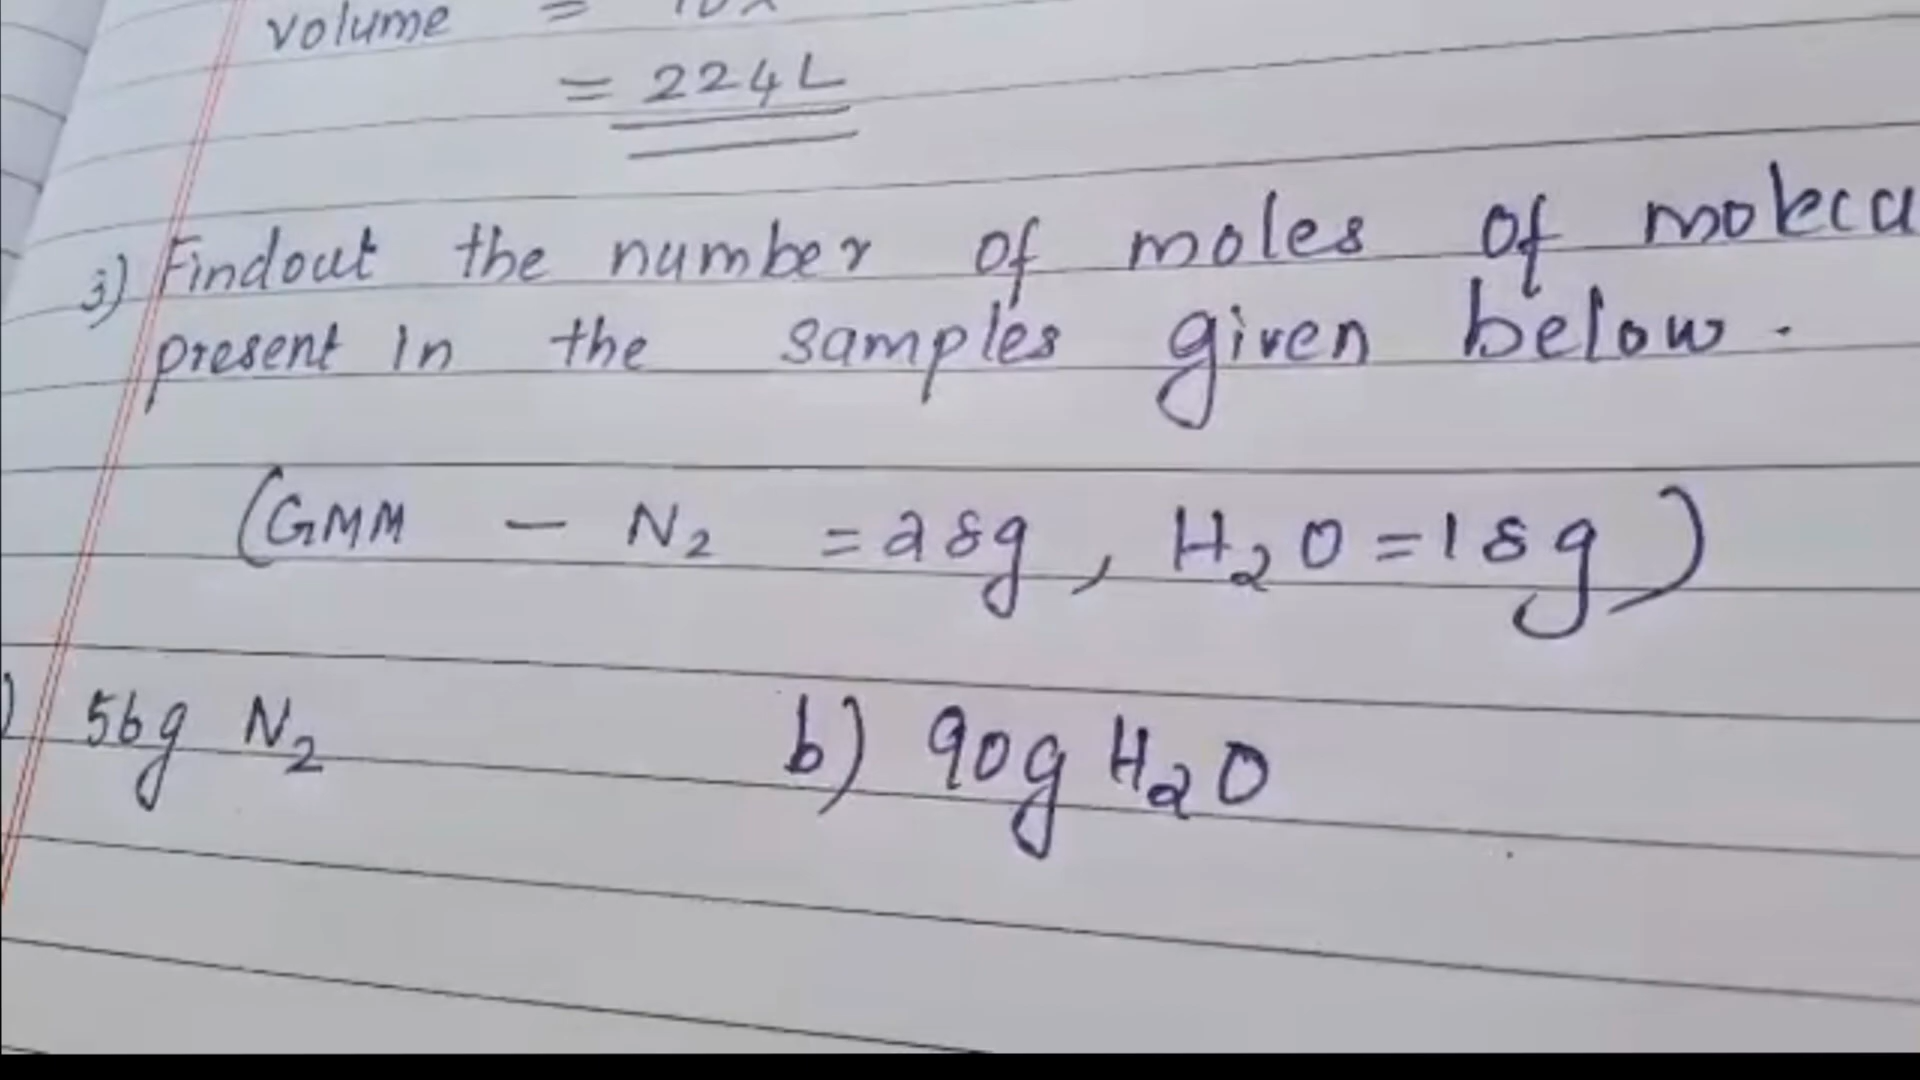 volume =
= 224L
3) Findout the number of moles of molecu
present in the samples given below.
(GMM - N₂ = 28g, H₂O = 18g)
) 56g N₂ b) 90g H₂O